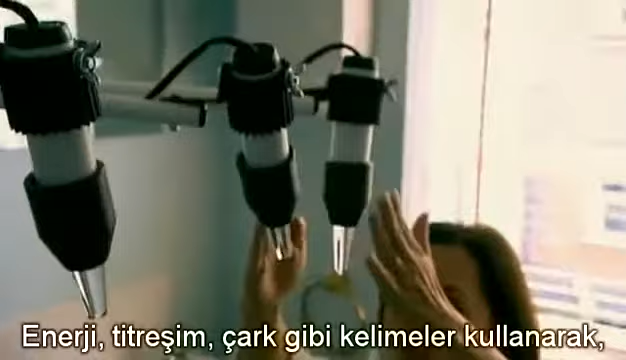 Enerji, titreşim, çark gibi kelimeler kullanarak,